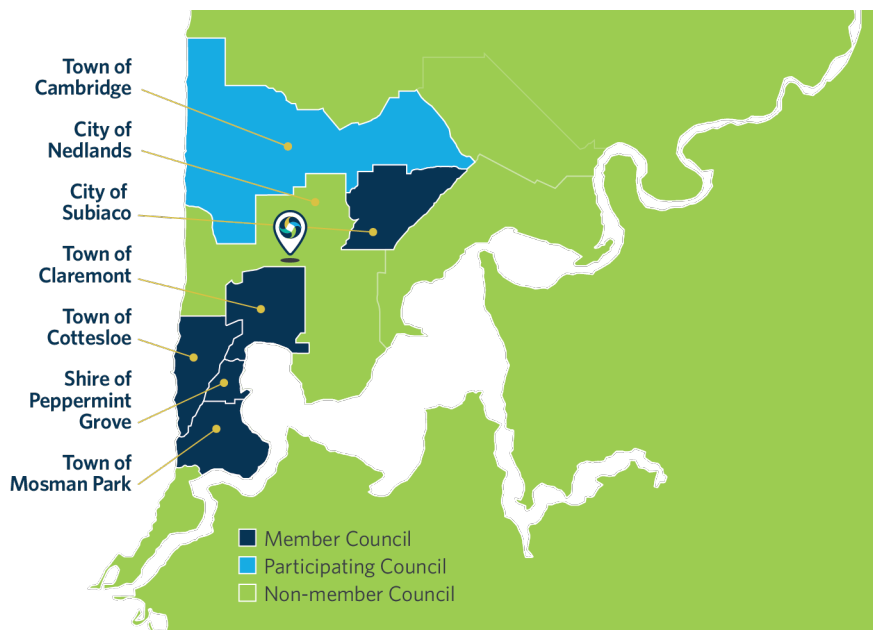 Town of
Cambridge
City of
Nedlands
City of
Subiaco
Town of
Claremont
Town of
Cottesloe
Shire of
Peppermint
Grove
Town of
Mosman Park
Member Council
Participating Council
Non-member Council